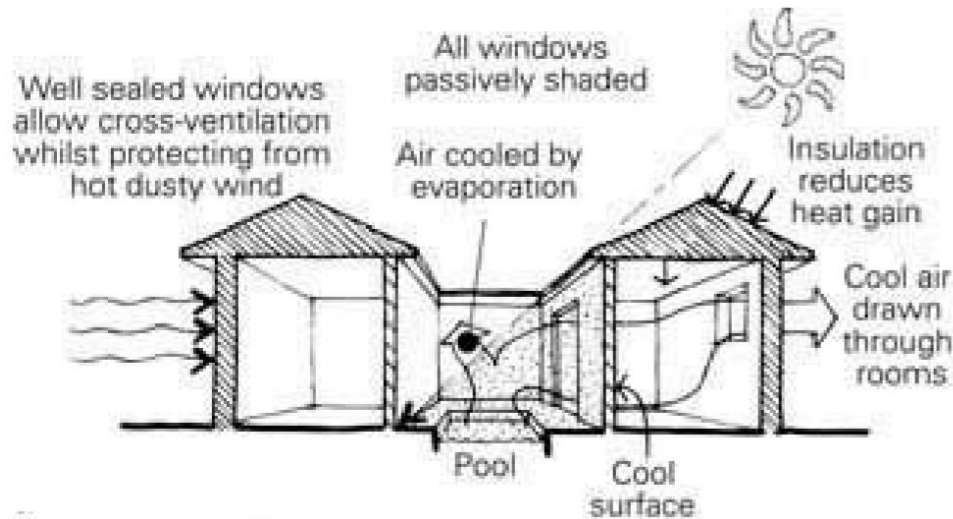 Well sealed windows
allow cross-ventilation
whilst protecting from
hot dusty wind
All windows
passively shaded
Air cooled by
evaporation
Insulation
reduces
heat gain
Cool air
drawn
through
rooms
Pool
Cool
surface